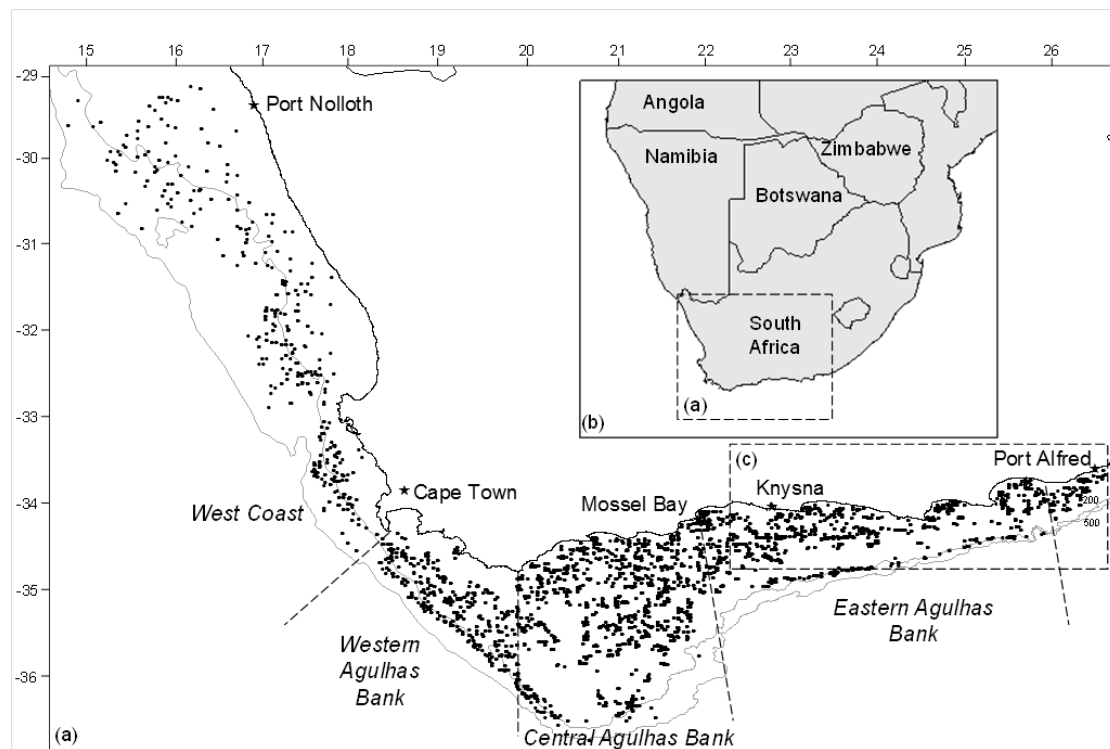 15 16 17 18 19 20 21 22 23 24 25 26
-29
-30
-31
-32
-33
-34
-35
-36
Port Nolloth
Angola
Namibia
Zimbabwe
Botswana
South
Africa
(a)
(b)
(c)
Port Alfred
Knysna
Mossel Bay
Cape Town
West Coast
200
500
Eastern Agulhas
Bank
Western
Agulhas
Bank
Central Agulhas Bank
(a)